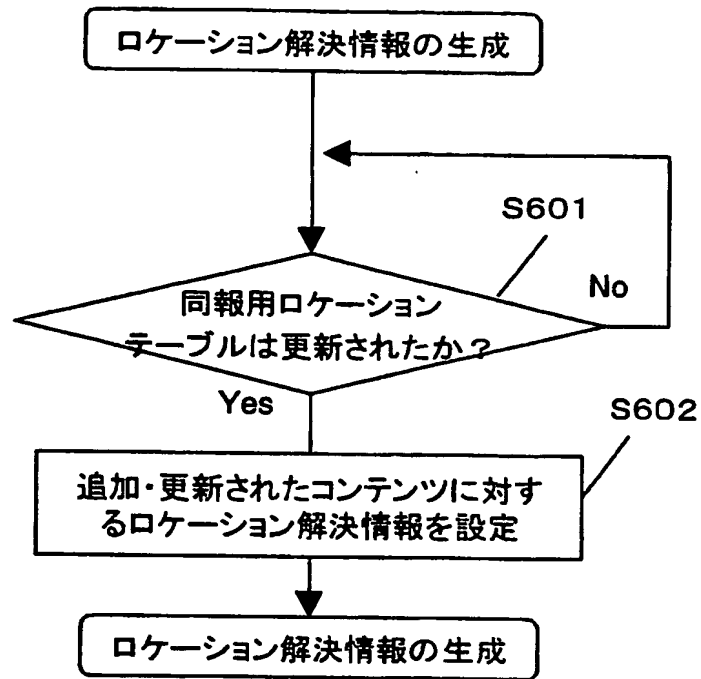 ロケーション解決情報の生成
S601
同報用ロケーション
テーブルは更新されたか?
No
Yes
S602
追加・更新されたコンテンツに対す
るロケーション解決情報を設定
ロケーション解決情報の生成